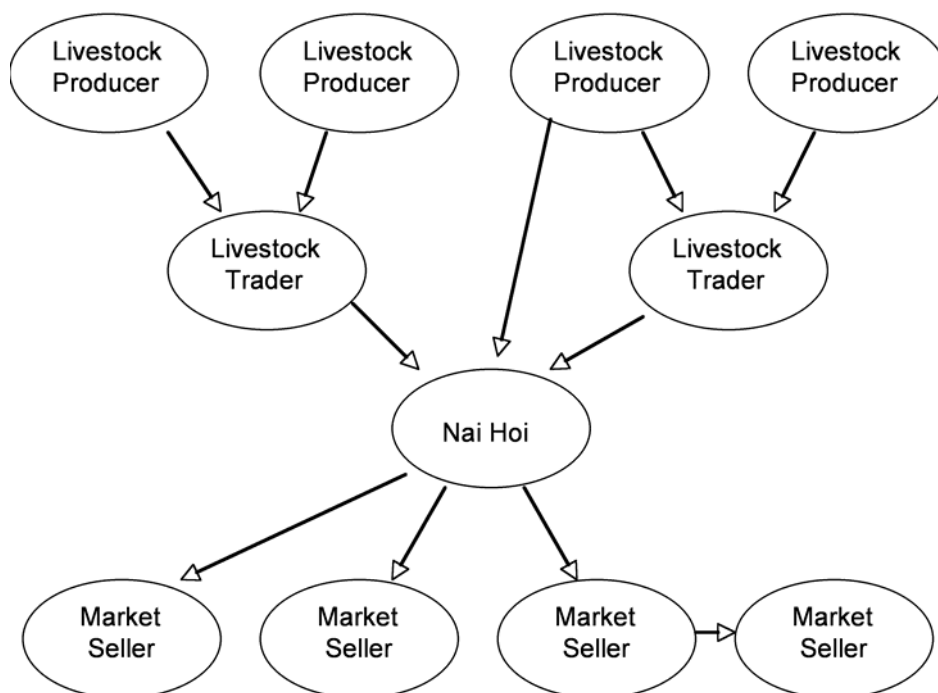 Livestock
Producer
Livestock
Producer
Livestock
Producer
Livestock
Producer
Livestock
Trader
Livestock
Trader
Nai Hoi
Market
Seller
Market
Seller
Market
Seller
Market
Seller